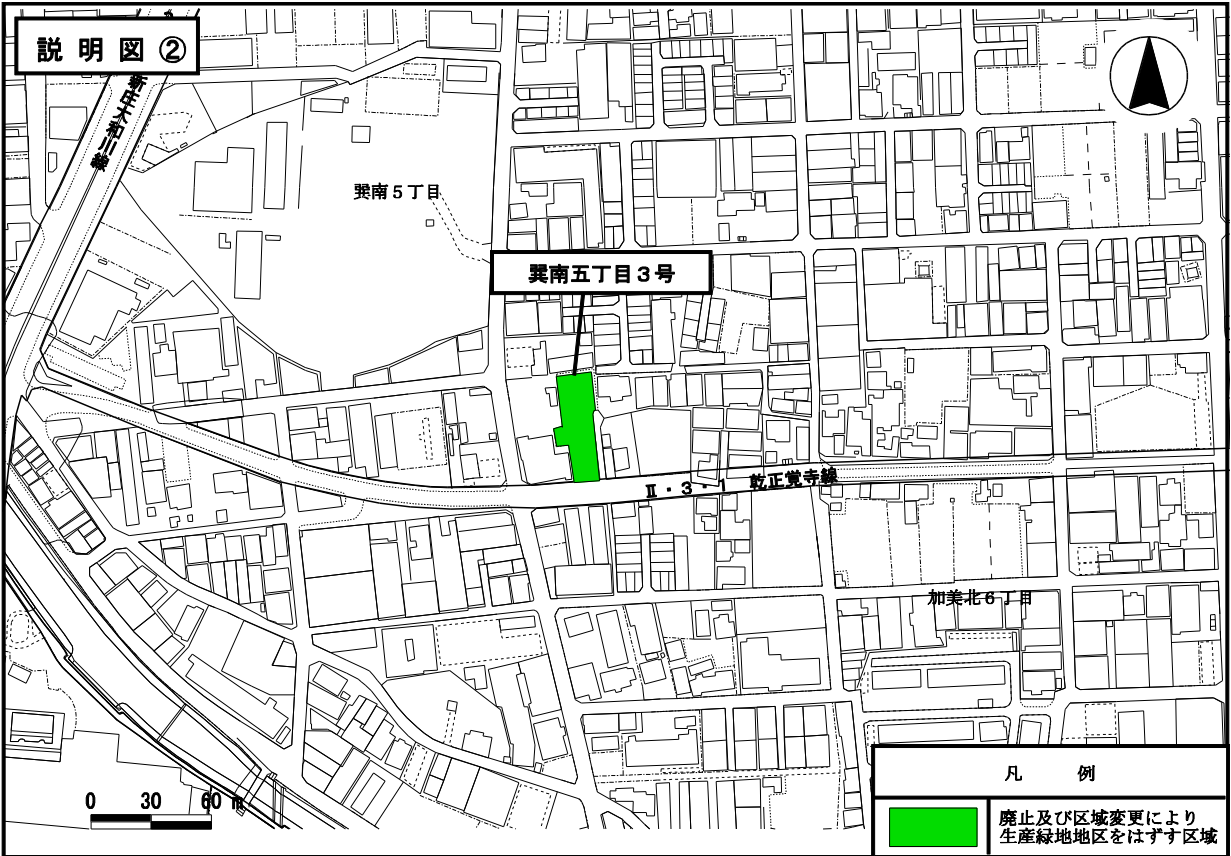 説明図②
新庄大和川線
巽南5丁目
巽南五丁目3号
Ⅱ・3・1 乾正覚寺線
加美北6丁目
0 30 60 m
凡例
廃止及び区域変更により
生産緑地地区をはずす区域